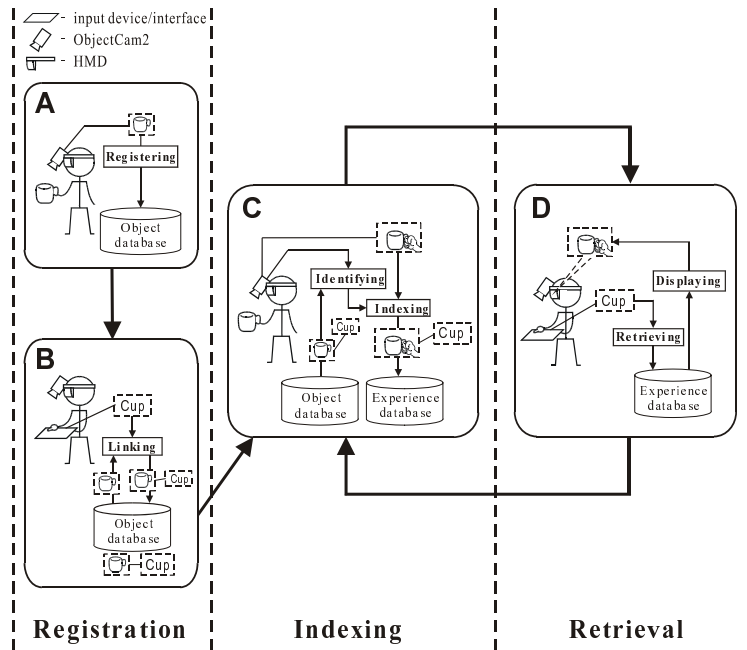 - input device/interface
- ObjectCam2
- HMD
A
Registering
Object
database
B
Cup
Linking
Cup
Object
database
Cup
C
Identifying
Indexing
Cup
Cup
Object
database
Experience
database
D
Displaying
Cup
Retrieving
Experience
database
Registration
Indexing
Retrieval